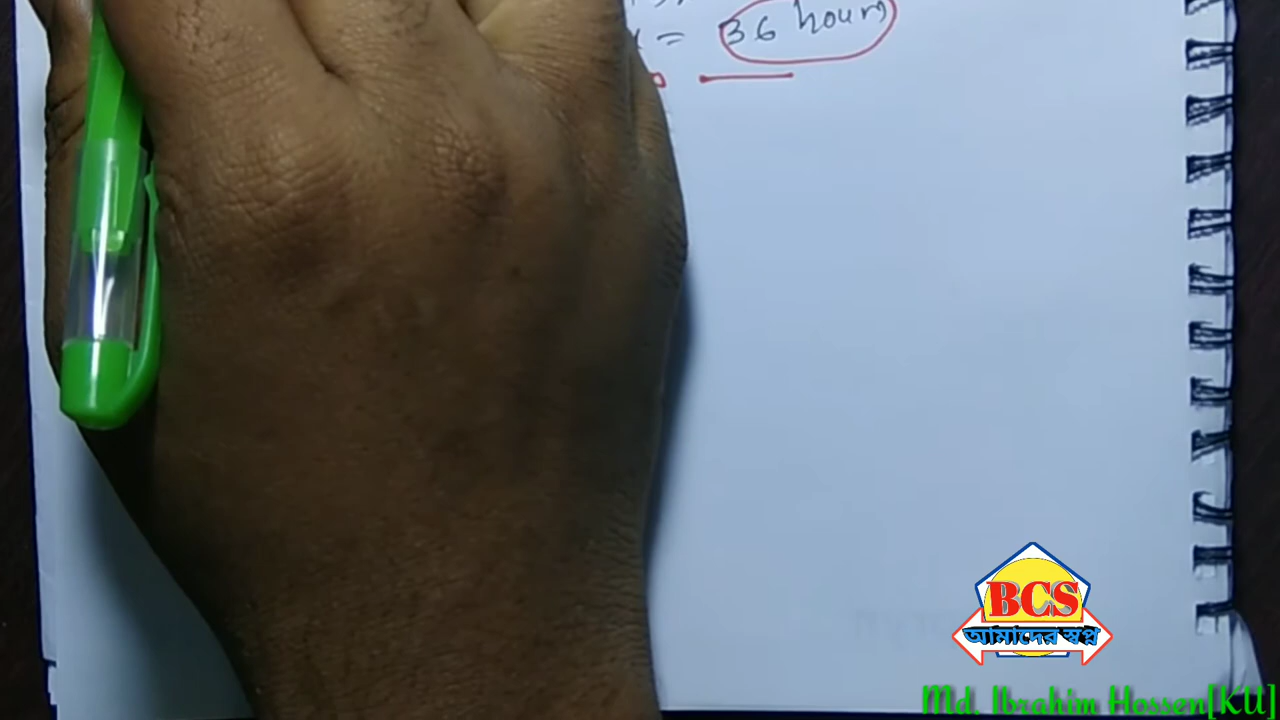 = 36 hours
BCS
আমাদের স্বপ্ন
Md. Ibrahim Hossen[KU]